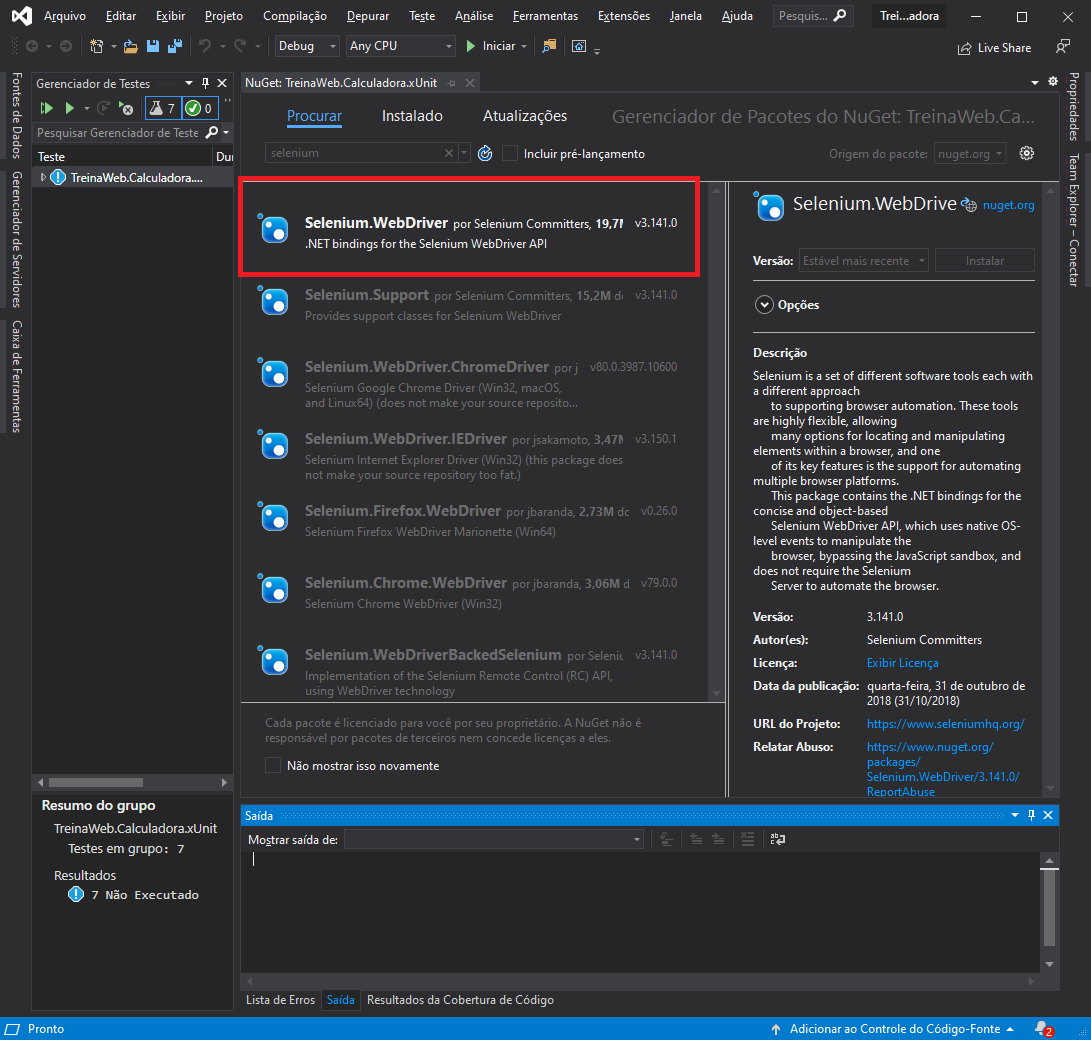 Arquivo Editar Exibir Projeto Compilação Depurar Teste Análise Ferramentas Extensões Janela Ajuda Pesquis... Trei...adora
Debug Any CPU Iniciar Live Share
Fontes de Dados
Gerenciador de Servidores
Caixa de Ferramentas
Gerenciador de Testes
7 0
Pesquisar Gerenciador de Teste
Teste Dur
TreinaWeb.Calculadora....
Resumo do grupo
TreinaWeb.Calculadora.xUnit
Testes em grupo: 7
Resultados
7 Não Executado
NuGet: TreinaWeb.Calculadora.xUnit
Procurar Instalado Atualizações Gerenciador de Pacotes do NuGet: TreinaWeb.Ca...
selenium Incluir pré-lançamento Origem do pacote: nuget.org
Selenium.WebDriver por Selenium Committers, 19,7M v3.141.0
.NET bindings for the Selenium WebDriver API
Selenium.Support por Selenium Committers, 15,2M de v3.141.0
Provides support classes for Selenium WebDriver
Selenium.WebDriver.ChromeDriver por j v80.0.3987.10600
Selenium Google Chrome Driver (Win32, macOS,
and Linux64) (does not make your source reposito...
Selenium.WebDriver.IEDriver por jsakamoto, 3,47M v3.150.1
Selenium Internet Explorer Driver (Win32) (this package does
not make your source repository too fat.)
Selenium.Firefox.WebDriver por jbaranda, 2,73M do v0.26.0
Selenium Firefox WebDriver Marionette (Win64)
Selenium.Chrome.WebDriver por jbaranda, 3,06M d v79.0.0
Selenium Chrome WebDriver (Win32)
Selenium.WebDriverBackedSelenium por Seleniu v3.141.0
Implementation of the Selenium Remote Control (RC) API,
using WebDriver technology
Cada pacote é licenciado para você por seu proprietário. A NuGet não é
responsável por pacotes de terceiros nem concede licenças a eles.
Não mostrar isso novamente
Selenium.WebDrive nuget.org
Versão: Estável mais recente Instalar
Opções
Descrição
Selenium is a set of different software tools each with
a different approach
to supporting browser automation. These tools
are highly flexible, allowing
many options for locating and manipulating
elements within a browser, and one
of its key features is the support for automating
multiple browser platforms.
This package contains the .NET bindings for the
concise and object-based
Selenium WebDriver API, which uses native OS-
level events to manipulate the
browser, bypassing the JavaScript sandbox, and
does not require the Selenium
Server to automate the browser.
Versão: 3.141.0
Autor(es): Selenium Committers
Licença: Exibir Licença
Data da publicação: quarta-feira, 31 de outubro de
2018 (31/10/2018)
URL do Projeto: https://www.seleniumhq.org/
Relatar Abuso: https://www.nuget.org/
packages/
Selenium.WebDriver/3.141.0/
ReportAbuse
Propriedades
Team Explorer – Conectar
Saída
Mostrar saída de:
Lista de Erros Saída Resultados da Cobertura de Código
Pronto Adicionar ao Controle do Código-Fonte 2